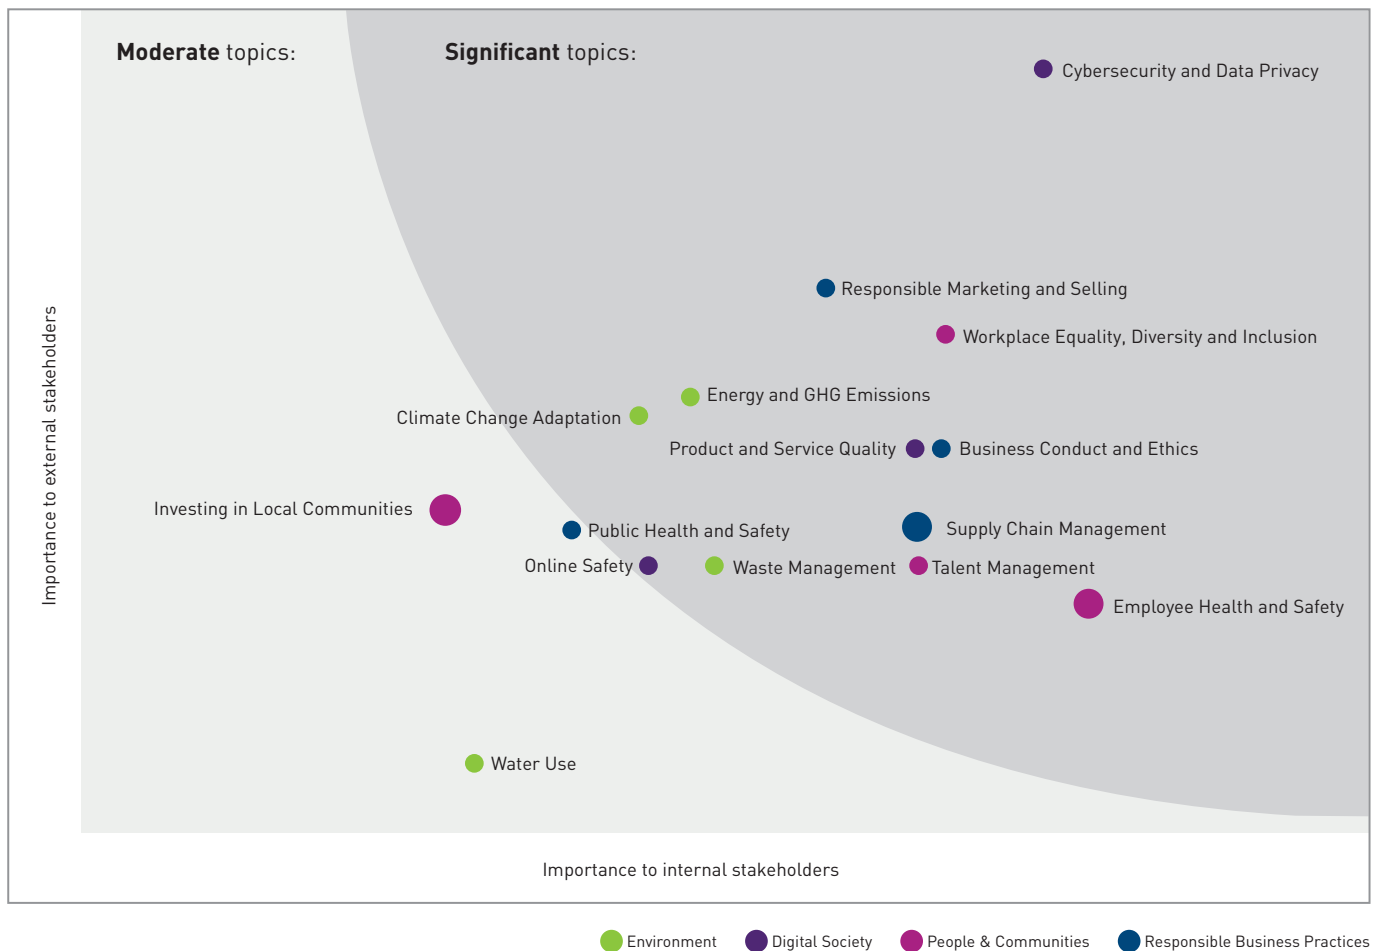 Moderate topics:
Significant topics:
Cybersecurity and Data Privacy
Responsible Marketing and Selling
Workplace Equality, Diversity and Inclusion
Energy and GHG Emissions
Climate Change Adaptation
Product and Service Quality
Business Conduct and Ethics
Investing in Local Communities
Public Health and Safety
Supply Chain Management
Online Safety
Waste Management
Talent Management
Employee Health and Safety
Water Use
Importance to external stakeholders
Importance to internal stakeholders
Environment
Digital Society
People & Communities
Responsible Business Practices